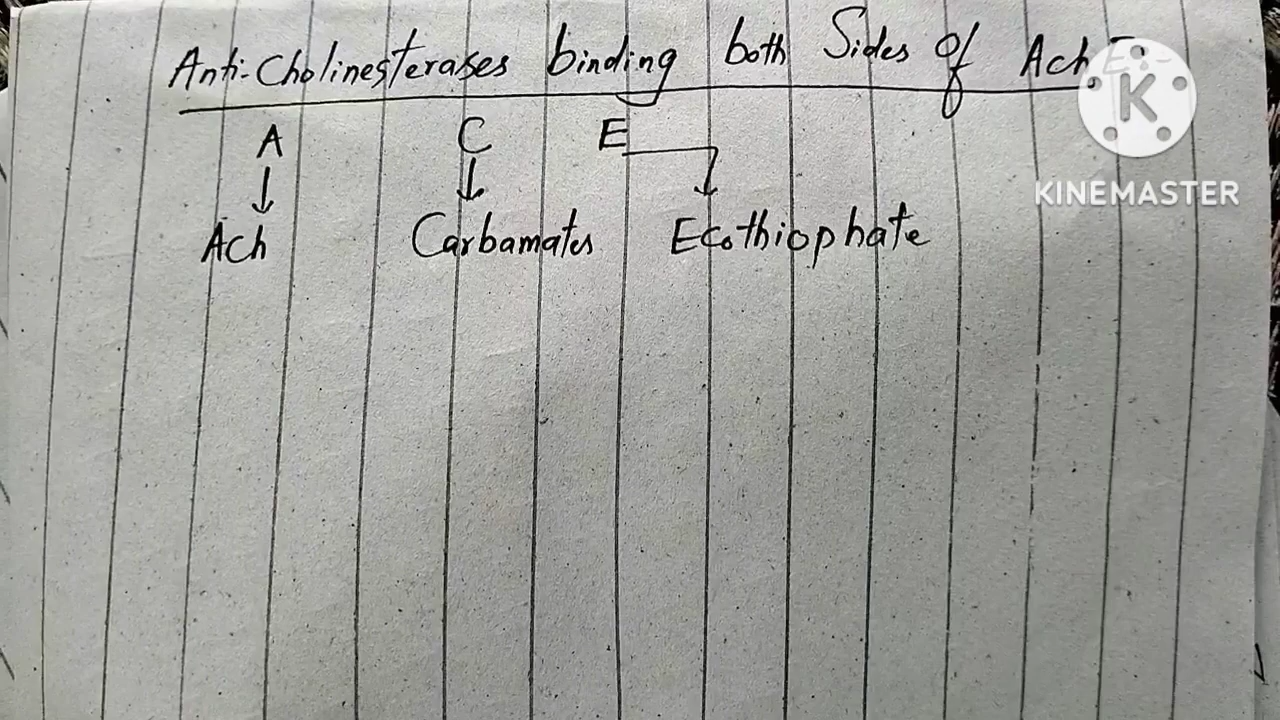 Anti-Cholinesterases binding both Sides Of AchE:-
A C E
Ach Carbamates Ecothiophate
K
KINEMASTER